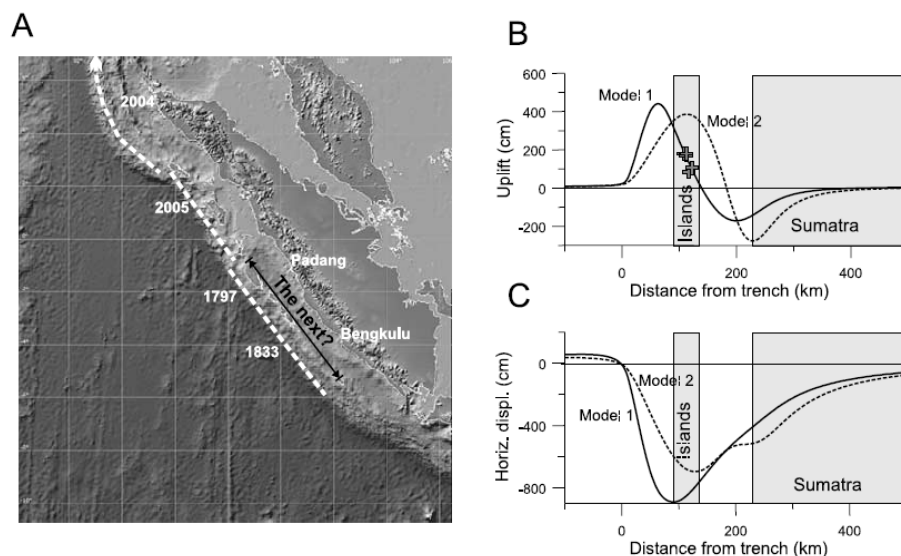 A
2004
2005
Padang
1797
The next?
Bengkulu
1833
B
600
400
200
0
-200
Uplift (cm)
Model 1
Model 2
Islands
Sumatra
0
200
400
Distance from trench (km)
C
0
-400
-800
Horiz. displ. (cm)
Model 2
Model 1
Islands
Sumatra
0
200
400
Distance from trench (km)